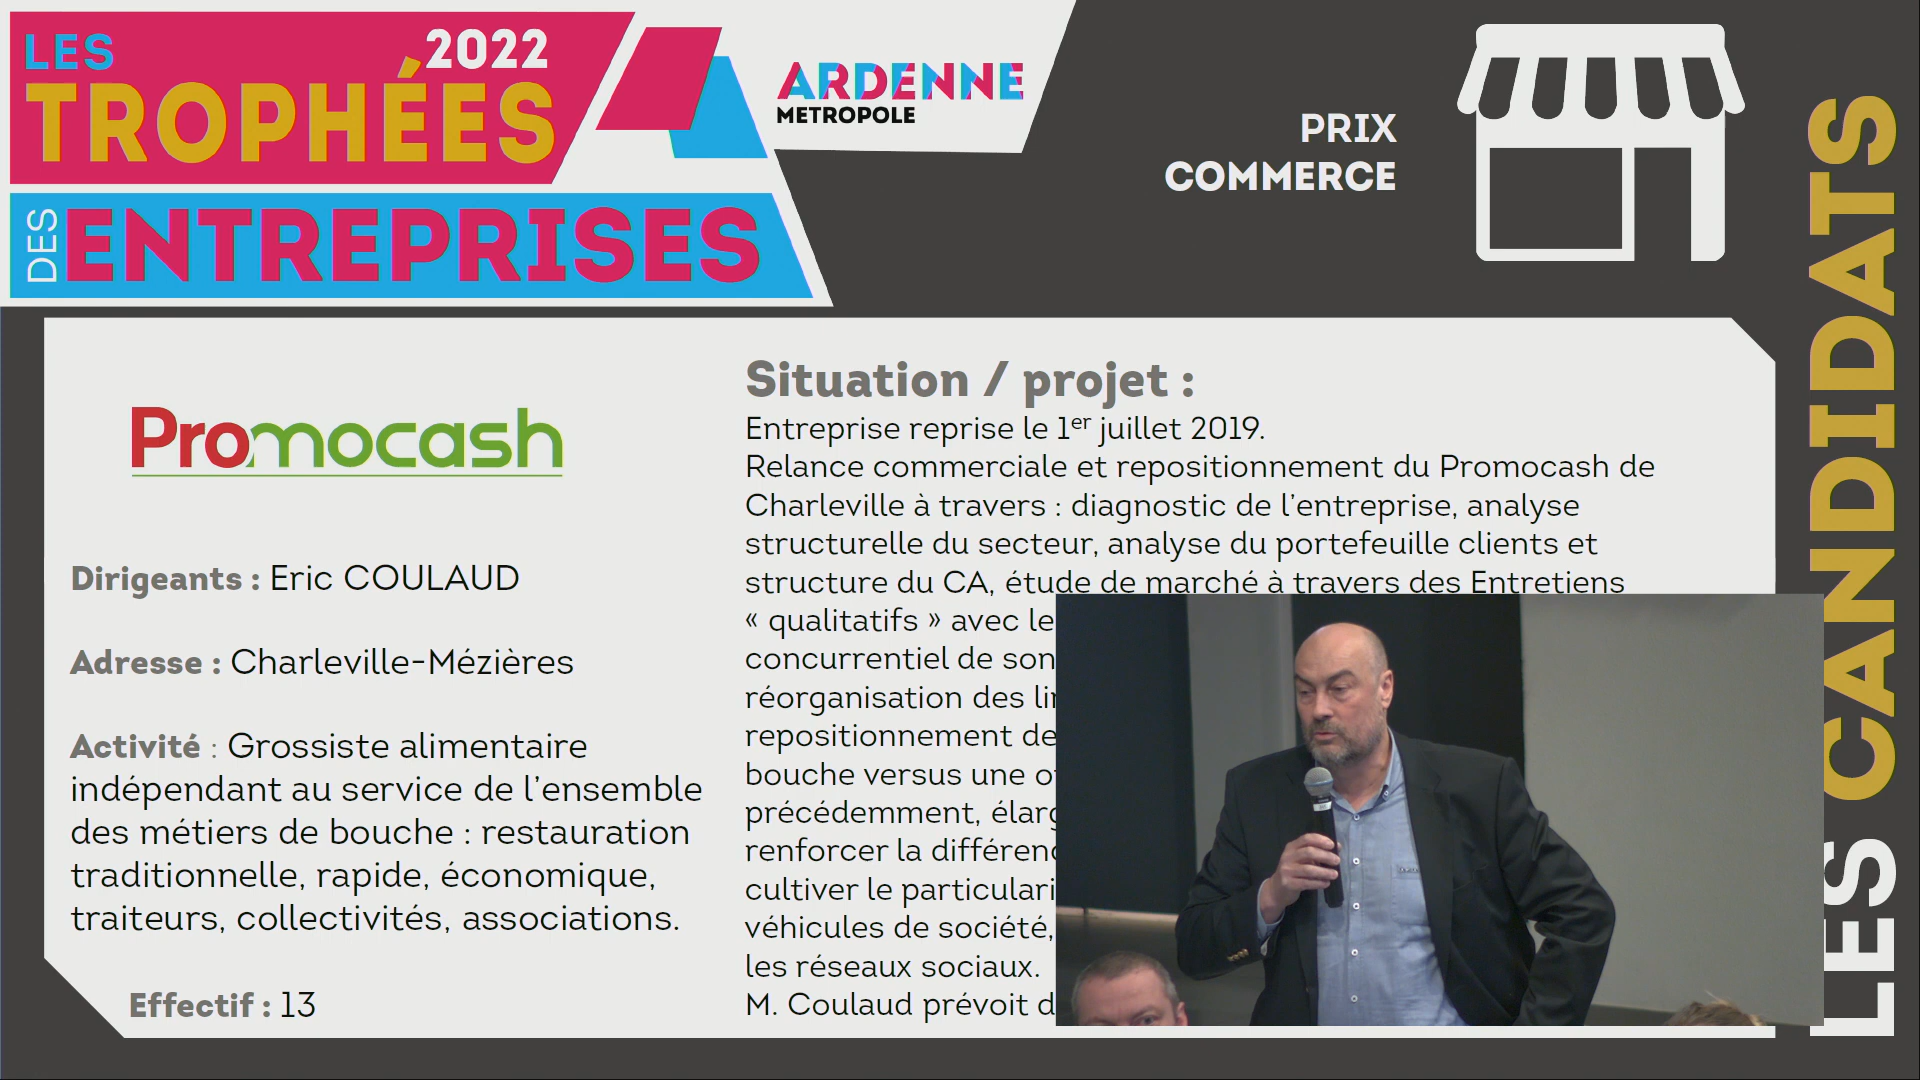 LES
2022
TROPHÉES
DES
ENTREPRISES
ARDENNE
METROPOLE
PRIX
COMMERCE
LES CANDIDATS
Promocash
Dirigeants : Eric COULAUD
Adresse : Charleville-Mézières
Activité : Grossiste alimentaire
indépendant au service de l'ensemble
des métiers de bouche : restauration
traditionnelle, rapide, économique,
traiteurs, collectivités, associations.
Effectif : 13
Situation / projet :
Entreprise reprise le 1er juillet 2019.
Relance commerciale et repositionnement du Promocash de
Charleville à travers : diagnostic de l'entreprise, analyse
structurelle du secteur, analyse du portefeuille clients et
structure du CA, étude de marché à travers des Entretiens
« qualitatifs » avec
concurrentiel de son
réorganisation des
repositionnement de
bouche versus une
précédemment,
renforcer la
cultiver le
véhicules de société,
les réseaux sociaux.
M. Coulaud prévoit